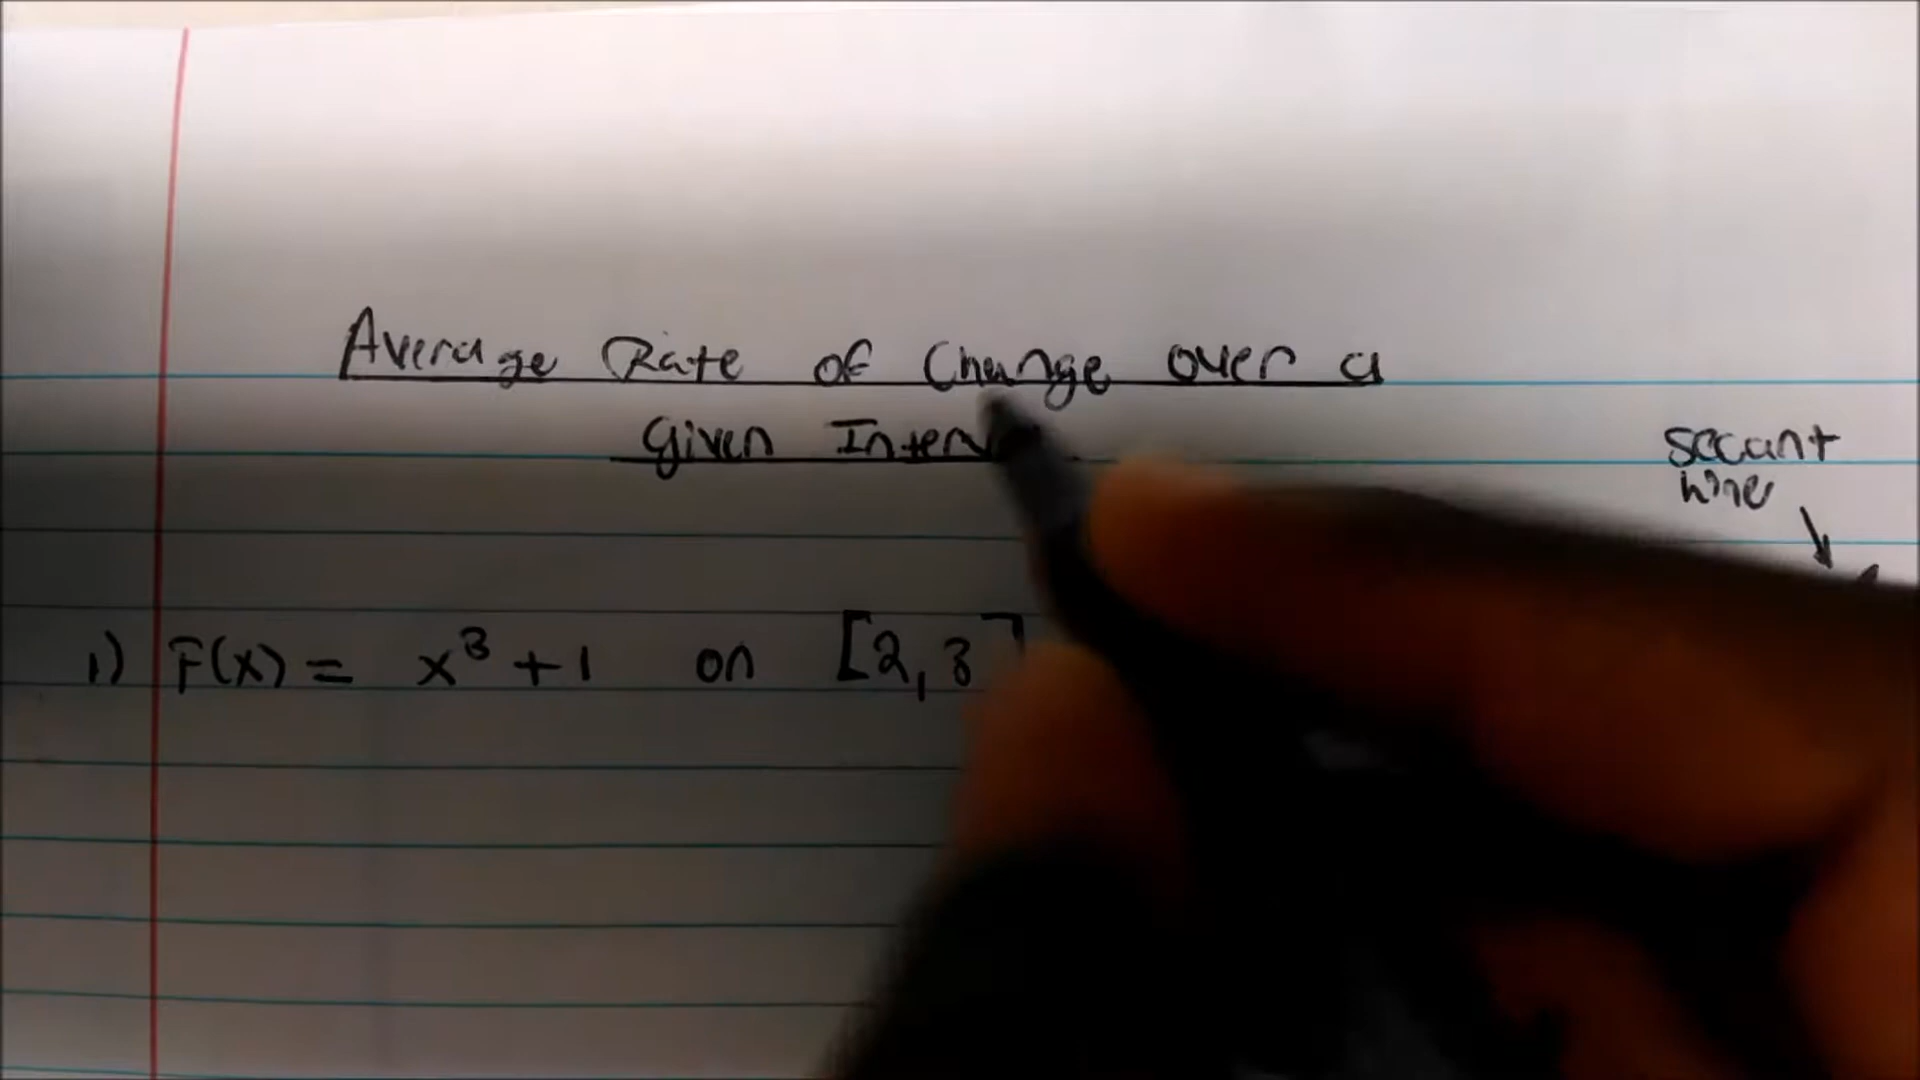 Average Rate of Change over a
Given
secant
line
1) F(x) = x³ + 1 on [2,3]